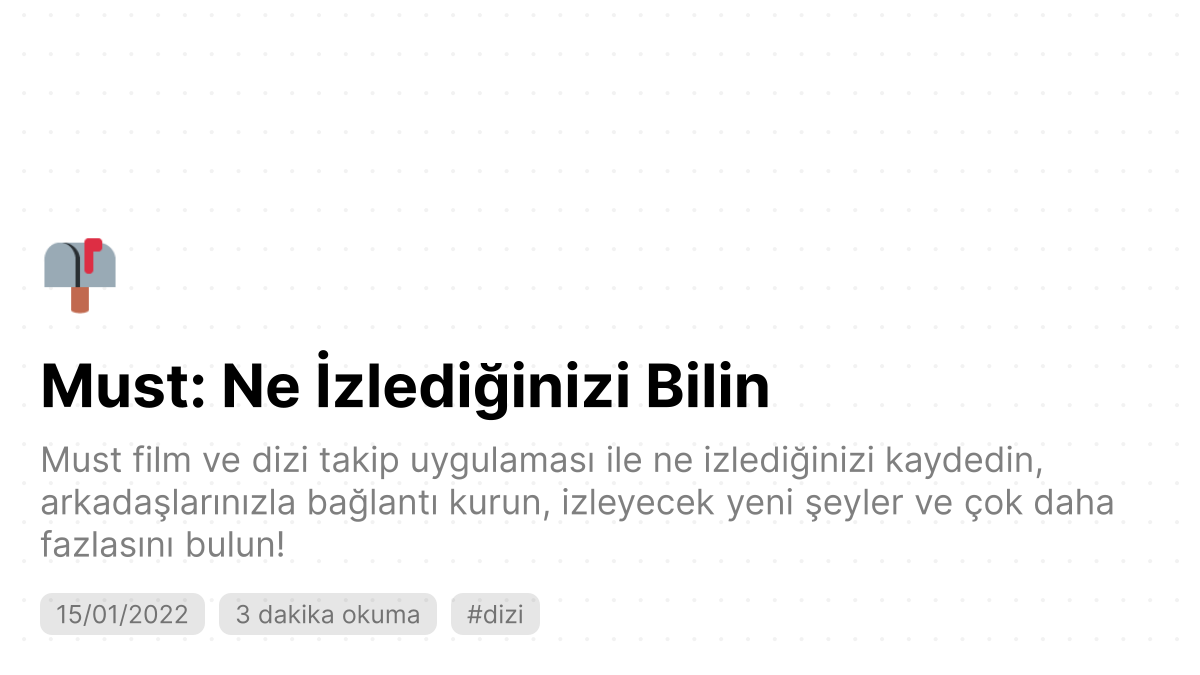 Must: Ne İzlediğinizi Bilin
Must film ve dizi takip uygulaması ile ne izlediğinizi kaydedin,
arkadaşlarınızla bağlantı kurun, izleyecek yeni şeyler ve çok daha
fazlasını bulun!
15/01/2022 3 dakika okuma #dizi